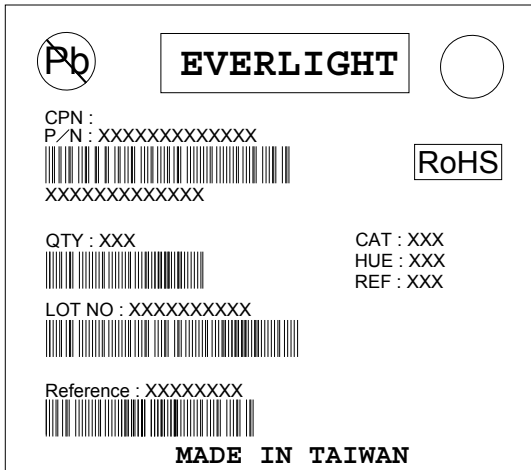 Pb
EVERLIGHT
CPN :
P/N : XXXXXXXXXXXXX
XXXXXXXXXXXXX
RoHS
QTY : XXX
CAT : XXX
HUE : XXX
REF : XXX
LOT NO : XXXXXXXXXX
Reference : XXXXXXXX
MADE IN TAIWAN